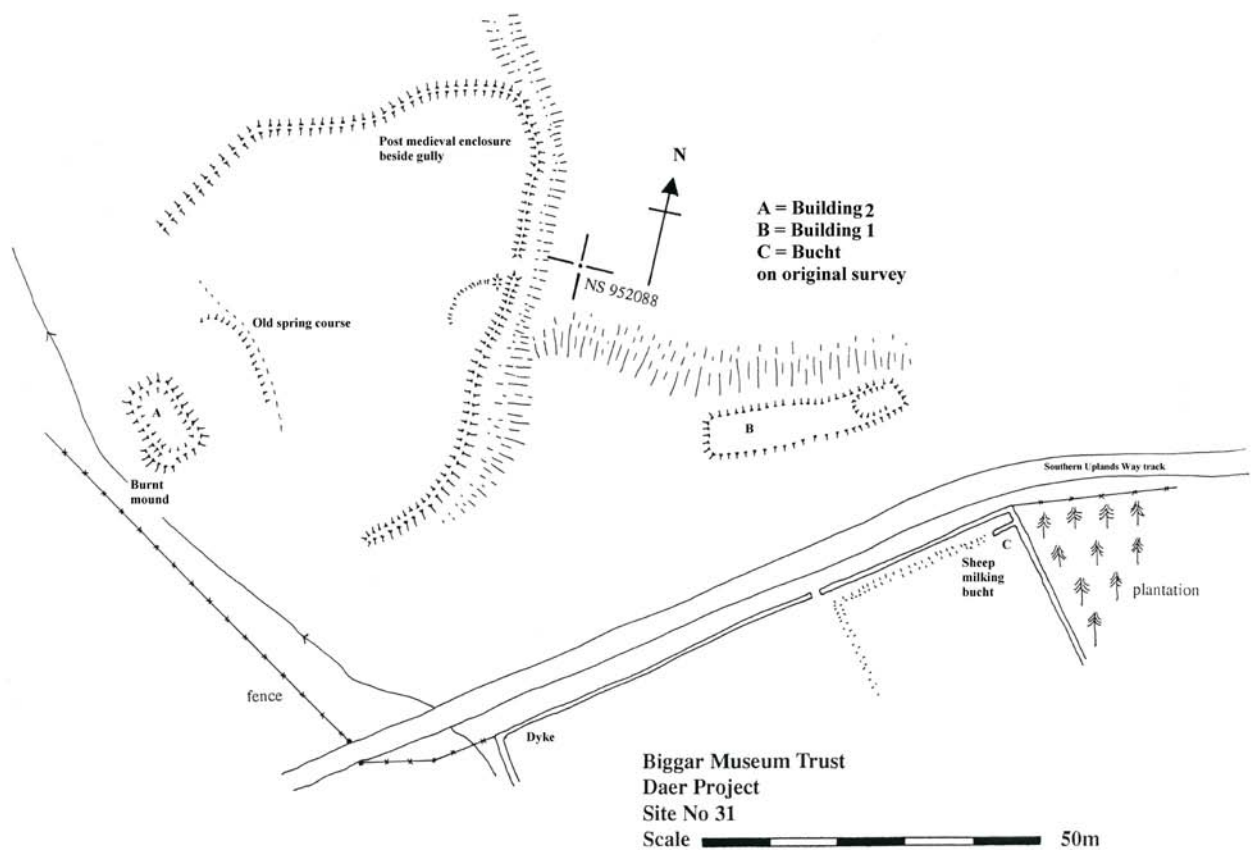 Post medieval enclosure
beside gully
N
A = Building 2
B = Building 1
C = Bucht
on original survey
NS 952088
Old spring course
A
B
Burnt
mound
Southern Uplands Way track
C
Sheep
milking
bucht
plantation
fence
Dyke
Biggar Museum Trust
Daer Project
Site No 31
Scale 50m